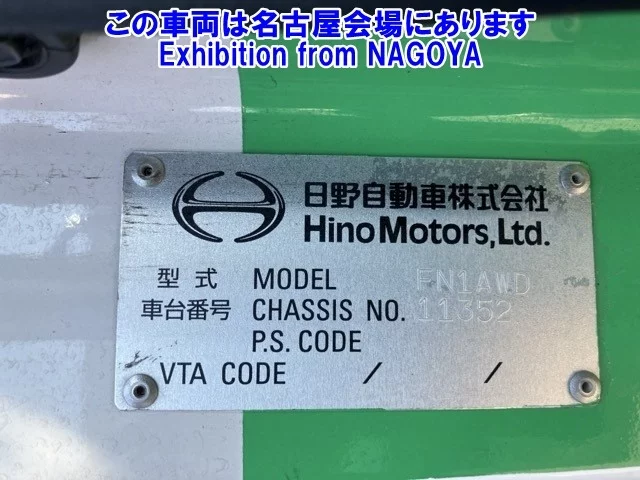 この車両は名古屋会場にあります
Exhibition from NAGOYA
日野自動車株式会社
Hino Motors, Ltd.
型式 MODEL FN1AWD
車台番号 CHASSIS NO. 11352
P.S. CODE
VTA CODE / /